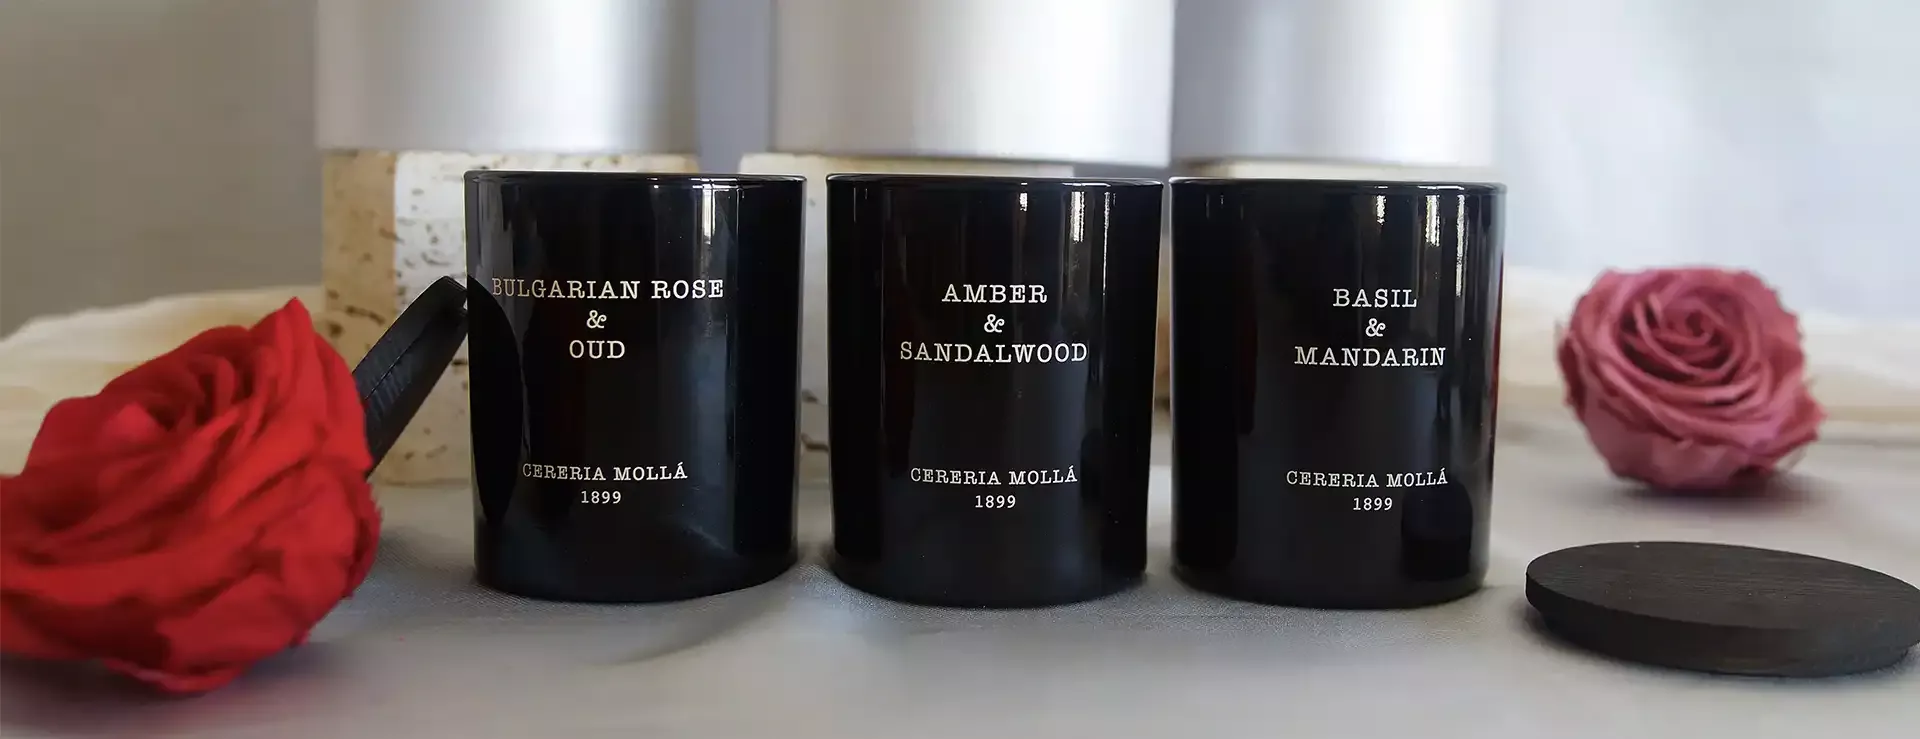 BULGARIAN ROSE
&
OUD
CERERIA MOLLÁ
1899
AMBER
&
SANDALWOOD
CERERIA MOLLÁ
1899
BASIL
&
MANDARIN
CERERIA MOLLÁ
1899